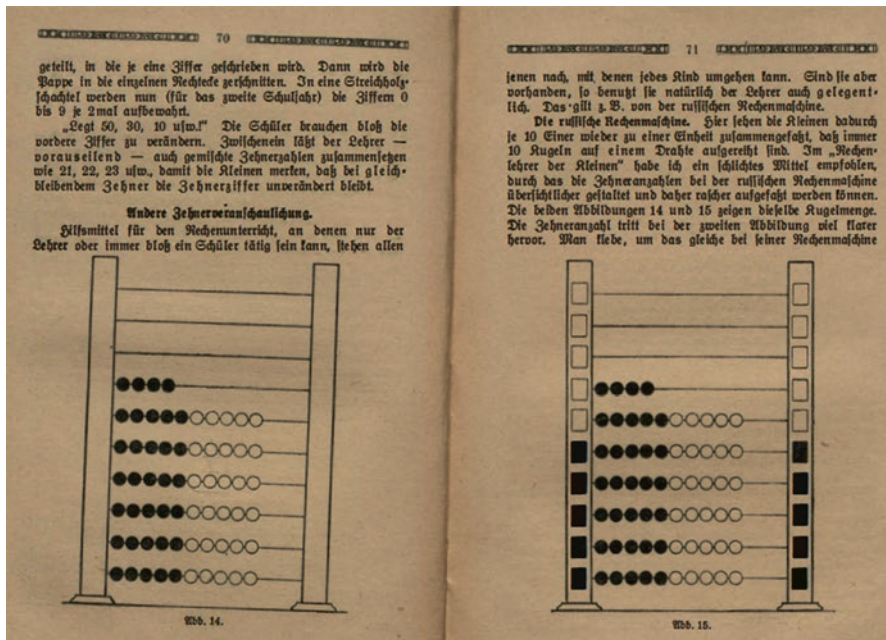 70
geteilt, in die je eine Ziffer geschrieben wird. Dann wird die
Pappe in die einzelnen Rechtecke zerschnitten. In eine Streichholz-
schachtel werden nun (für das zweite Schuljahr) die Ziffern 0
bis 9 je 2mal aufbewahrt.
„Legt 50, 30, 10 usw.!“ Die Schüler brauchen bloß die
vordere Ziffer zu verändern. Zwischenein läßt der Lehrer —
vorauseilend — auch gemischte Zehnerzahlen zusammensetzen
wie 21, 22, 23 usw., damit die Kleinen merken, daß bei gleich-
bleibendem Zehner die Zehnerziffer unverändert bleibt.
Andere Zehnerveranschaulichung.
Hilfsmittel für den Rechenunterricht, an denen nur der
Lehrer oder immer bloß ein Schüler tätig sein kann, stehen allen
Abb. 14.
71
jenen nach, mit denen jedes Kind umgehen kann. Sind sie aber
vorhanden, so benutzt sie natürlich der Lehrer auch gelegent-
lich. Das gilt z. B. von der russischen Rechenmaschine.
Die russische Rechenmaschine. Hier sehen die Kleinen dadurch
je 10 Einer wieder zu einer Einheit zusammengefaßt, daß immer
10 Kugeln auf einem Drahte aufgereiht sind. Im „Rechen-
lehrer der Kleinen“ habe ich ein schlichtes Mittel empfohlen,
durch das die Zehneranzahlen bei der russischen Rechenmaschine
übersichtlicher gestaltet und daher rascher aufgefaßt werden können.
Die beiden Abbildungen 14 und 15 zeigen dieselbe Kugelmenge.
Die Zehneranzahl tritt bei der zweiten Abbildung viel klarer
hervor. Man klebe, um das gleiche bei seiner Rechenmaschine
Abb. 15.